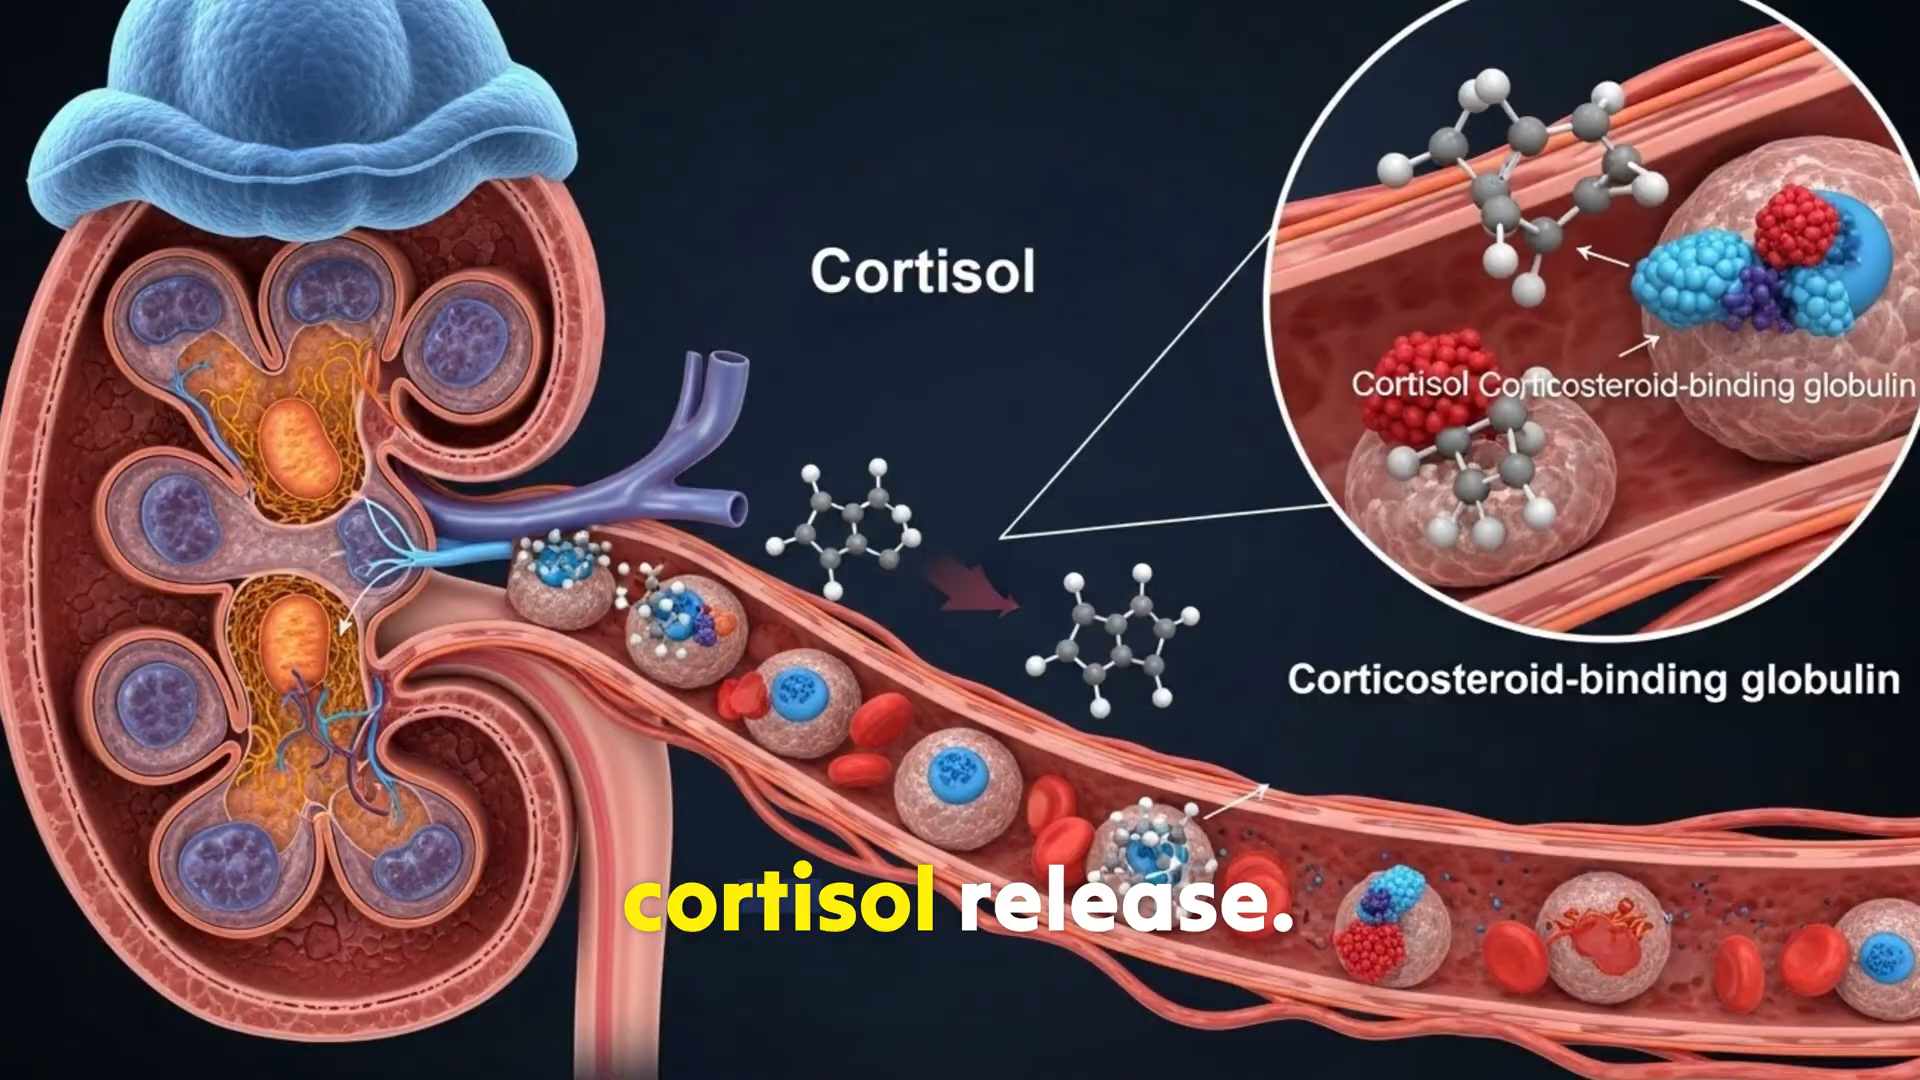 Cortisol
Cortisol Corticosteroid-binding globulin
Corticosteroid-binding globulin
cortisol release.